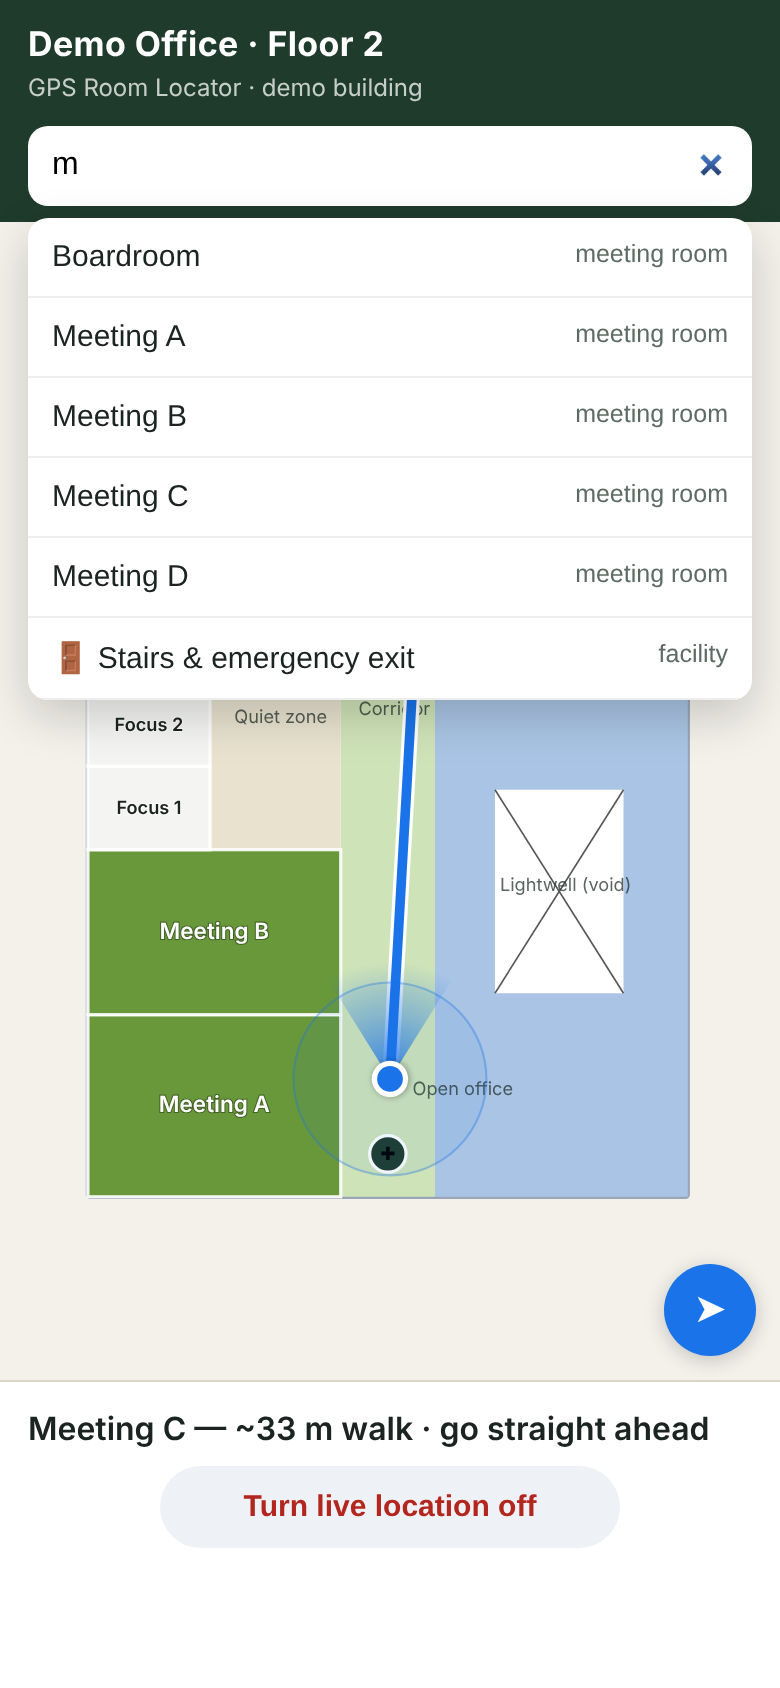 Demo Office · Floor 2
GPS Room Locator · demo building
m
Boardroom meeting room
Meeting A meeting room
Meeting B meeting room
Meeting C meeting room
Meeting D meeting room
Stairs & emergency exit facility
Focus 2
Quiet zone
Focus 1
Lightwell (void)
Meeting B
Open office
Meeting A
Meeting C — ~33 m walk · go straight ahead
Turn live location off